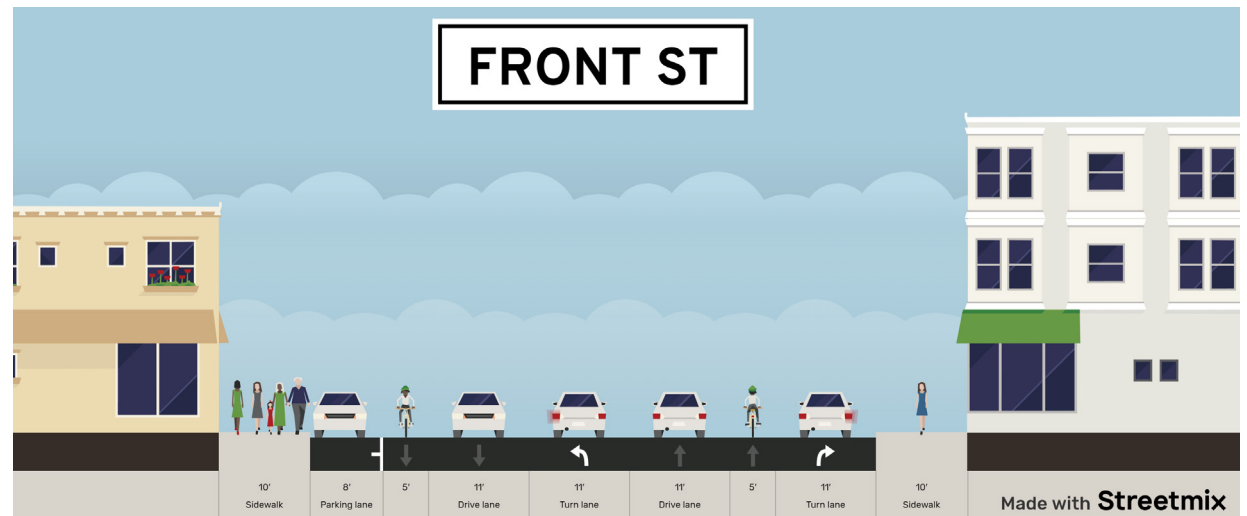 FRONT ST
10' 8' 5' 11' 11' 11' 5' 11' 10'
Sidewalk Parking lane Drive lane Turn lane Drive lane Turn lane Sidewalk
Made with Streetmix